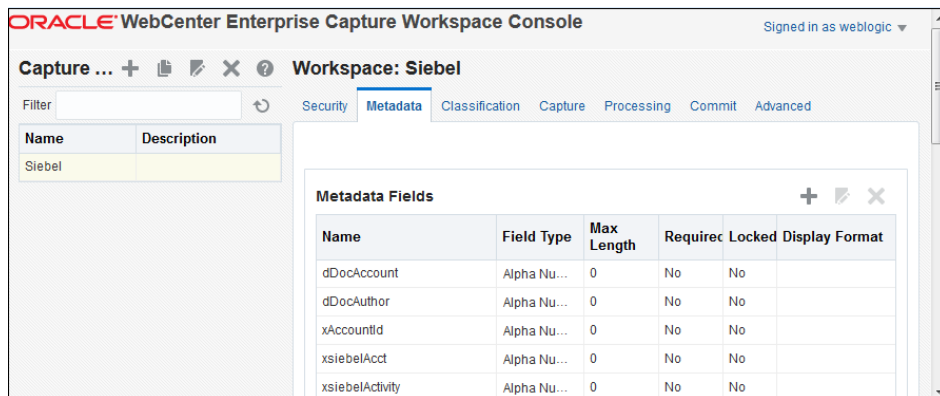 ORACLE® WebCenter Enterprise Capture Workspace Console
Signed in as weblogic
Capture ...
Workspace: Siebel
Filter
Security Metadata Classification Capture Processing Commit Advanced
Name Description
Siebel
Metadata Fields
Name Field Type Max Length Required Locked Display Format
dDocAccount Alpha Nu... 0 No No
dDocAuthor Alpha Nu... 0 No No
xAccountId Alpha Nu... 0 No No
xsiebelAcct Alpha Nu... 0 No No
xsiebelActivity Alpha Nu... 0 No No